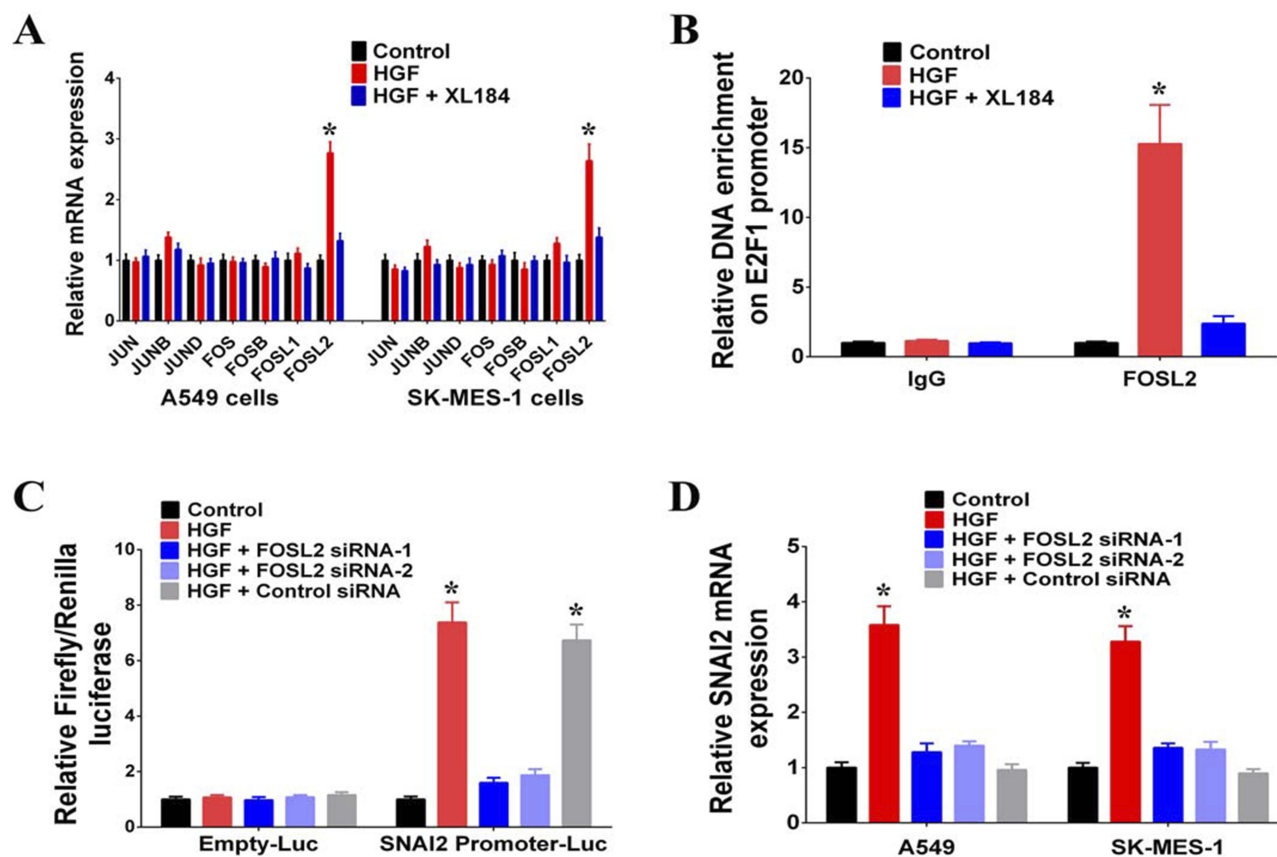 A
Control
HGF
HGF + XL184
Relative mRNA expression
4
3
2
1
0
*
*
JUN
JUNB
JUND
FOS
FOSB
FOSL1
FOSL2
JUN
JUNB
JUND
FOS
FOSB
FOSL1
FOSL2
A549 cells
SK-MES-1 cells
B
Control
HGF
HGF + XL184
Relative DNA enrichment
on E2F1 promoter
20
15
10
5
0
*
IgG
FOSL2
C
Control
HGF
HGF + FOSL2 siRNA-1
HGF + FOSL2 siRNA-2
HGF + Control siRNA
Relative Firefly/Renilla
luciferase
10
8
6
4
2
0
*
*
Empty-Luc
SNAI2 Promoter-Luc
D
Control
HGF
HGF + FOSL2 siRNA-1
HGF + FOSL2 siRNA-2
HGF + Control siRNA
Relative SNAI2 mRNA
expression
5
4
3
2
1
0
*
*
A549
SK-MES-1